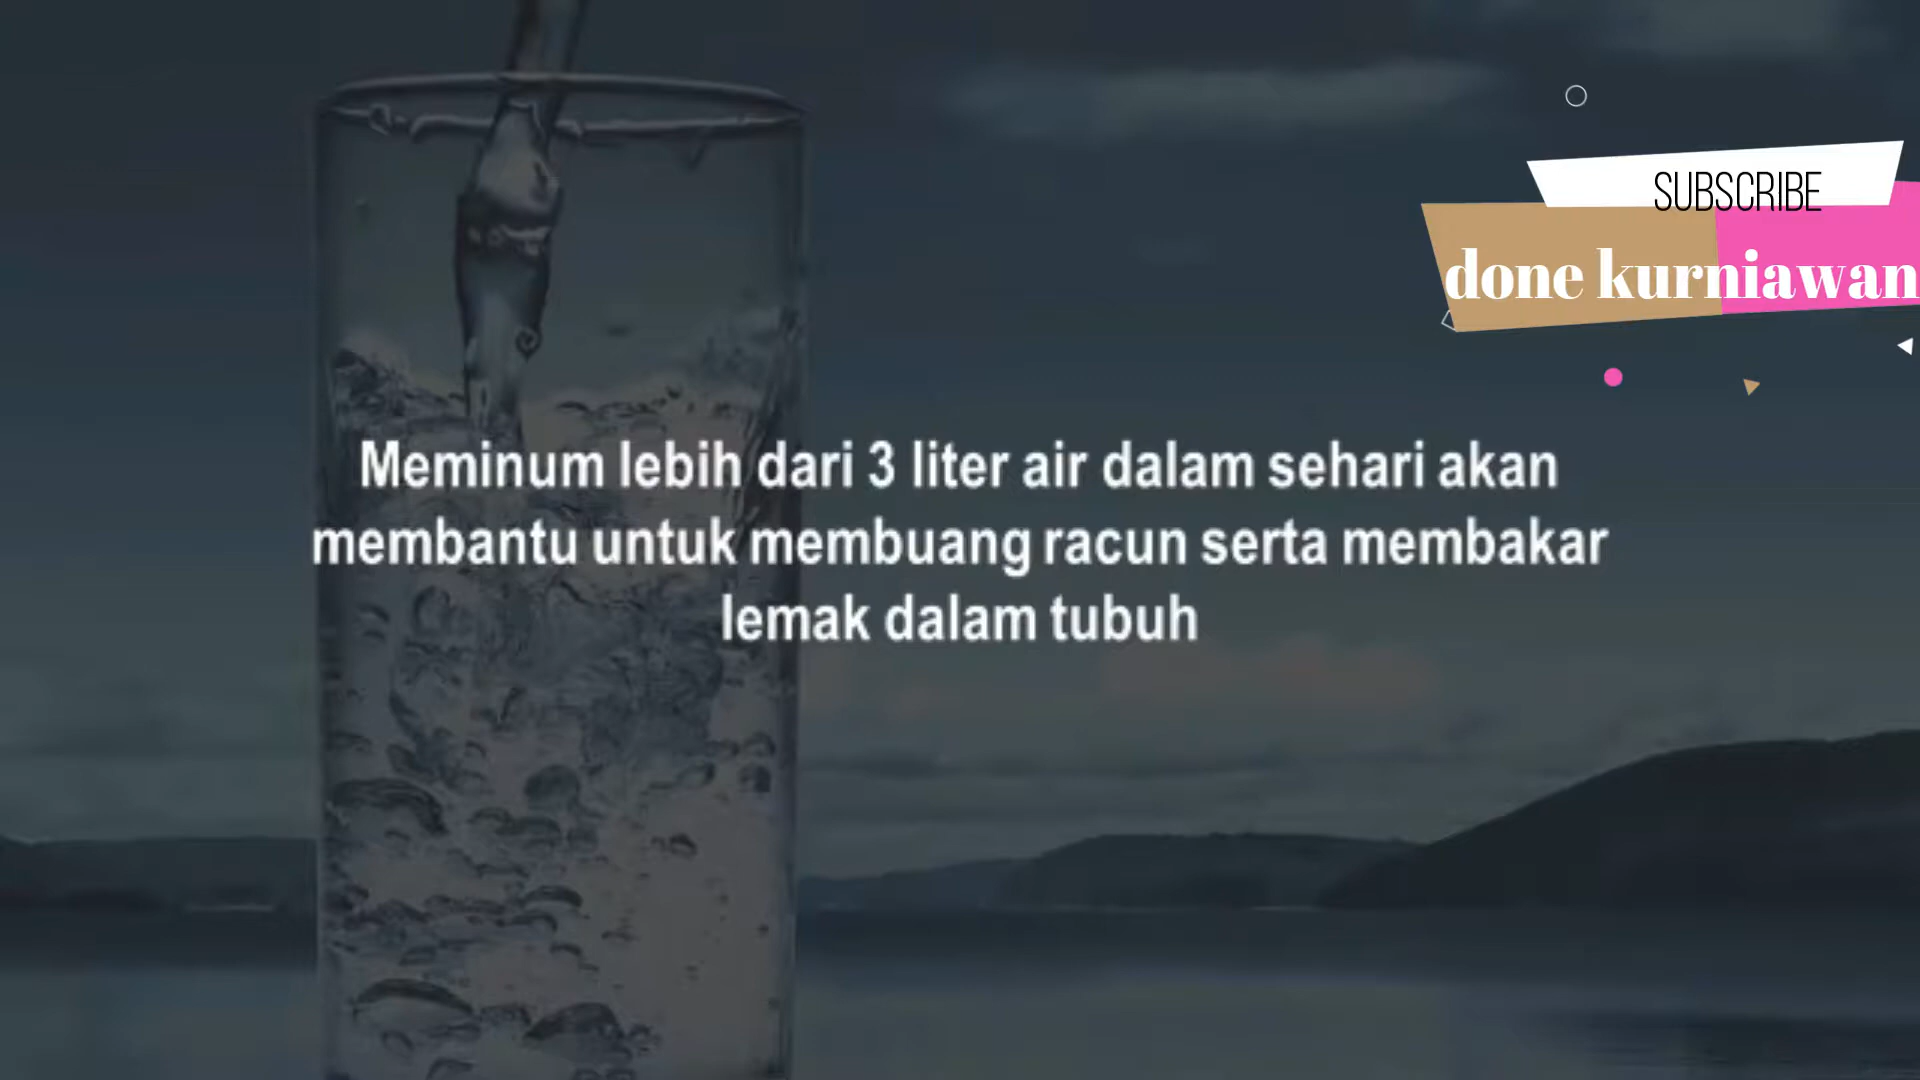 SUBSCRIBE
done kurniawan
Meminum lebih dari 3 liter air dalam sehari akan
membantu untuk membuang racun serta membakar
lemak dalam tubuh